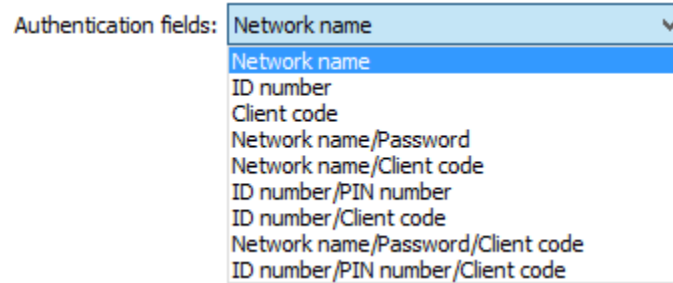 Authentication fields: Network name
Network name
ID number
Client code
Network name/Password
Network name/Client code
ID number/PIN number
ID number/Client code
Network name/Password/Client code
ID number/PIN number/Client code